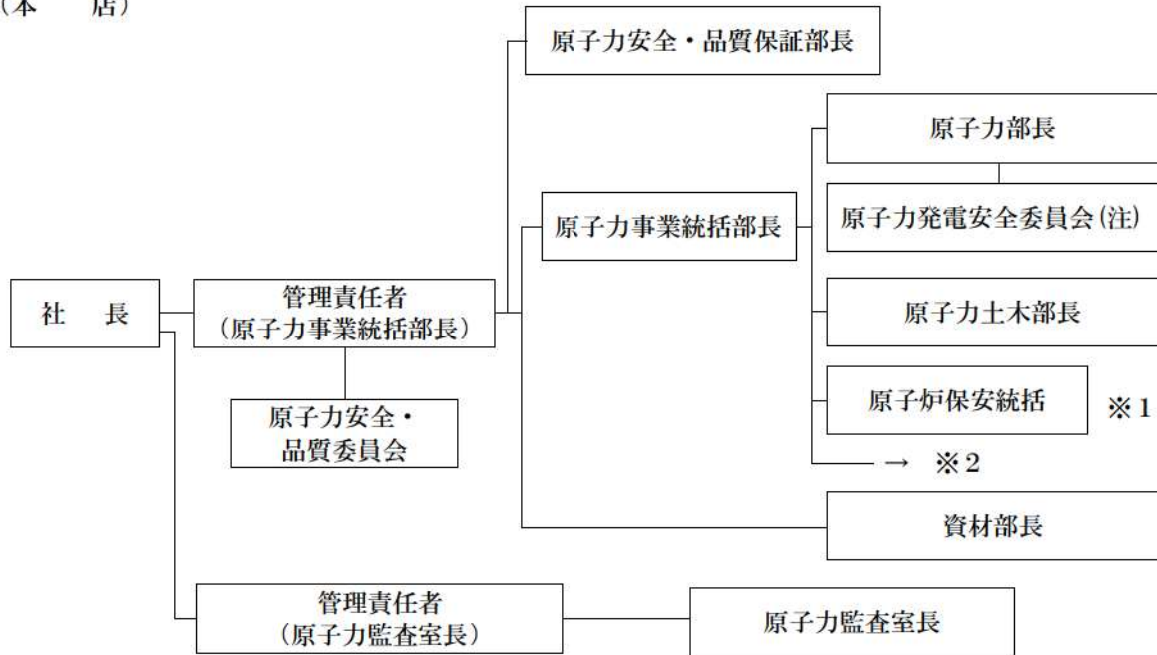 （本　　店）
原子力安全・品質保証部長
原子力部長
原子力発電安全委員会(注)
原子力事業統括部長
社　長
管理責任者
（原子力事業統括部長）
原子力土木部長
原子力安全・
品質委員会
原子炉保安統括
※１
→　※２
資材部長
管理責任者
（原子力監査室長）
原子力監査室長